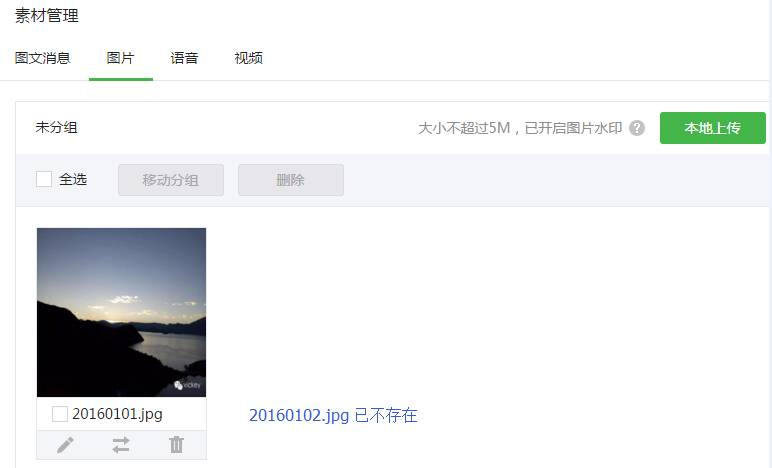 素材管理
图文消息 图片 语音 视频
未分组 大小不超过5M，已开启图片水印 ? 本地上传
全选 移动分组 删除
vickey
20160101.jpg 20160102.jpg 已不存在